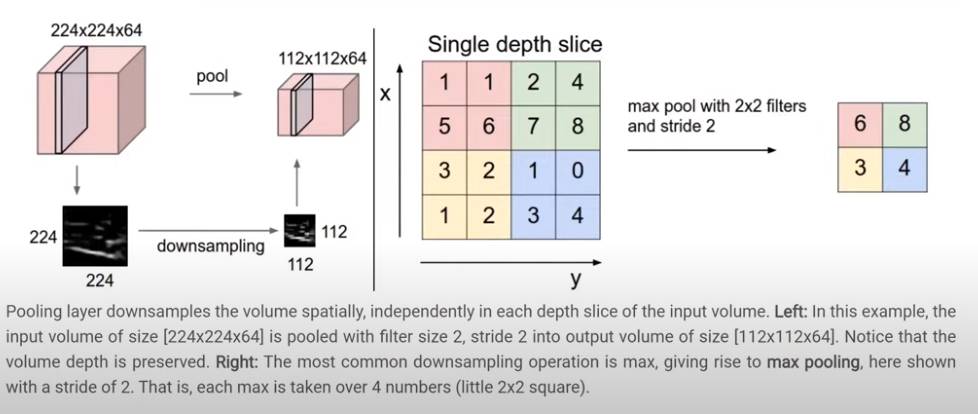 224x224x64
pool
112x112x64
224
224
downsampling
112
112
Single depth slice
x
1 1 2 4
5 6 7 8
3 2 1 0
1 2 3 4
y
max pool with 2x2 filters
and stride 2
6 8
3 4
Pooling layer downsamples the volume spatially, independently in each depth slice of the input volume. Left: In this example, the
input volume of size [224x224x64] is pooled with filter size 2, stride 2 into output volume of size [112x112x64]. Notice that the
volume depth is preserved. Right: The most common downsampling operation is max, giving rise to max pooling, here shown
with a stride of 2. That is, each max is taken over 4 numbers (little 2x2 square).